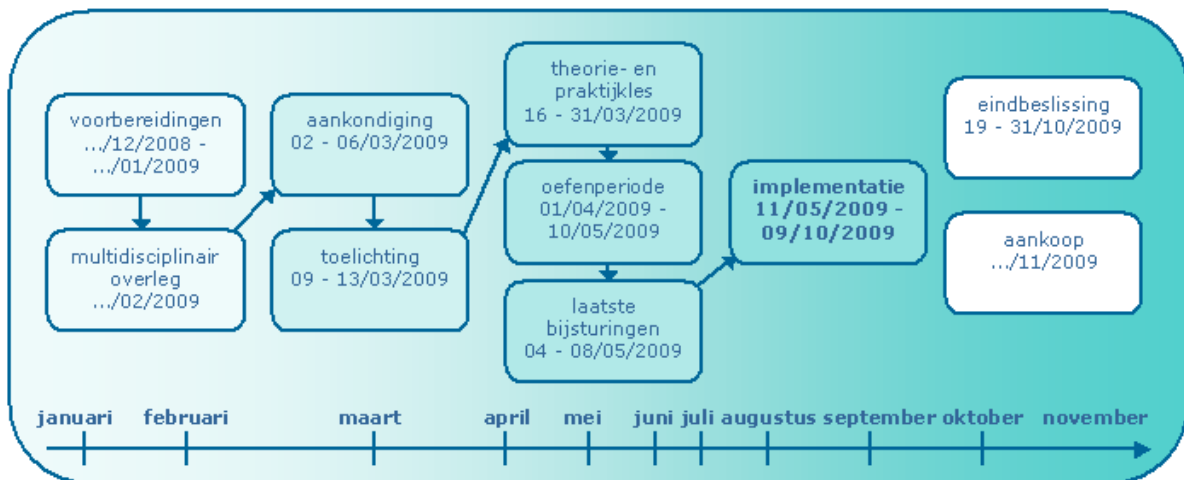 voorbereidingen
.../12/2008 -
.../01/2009
multidisciplinair
overleg
.../02/2009
aankondiging
02 - 06/03/2009
toelichting
09 - 13/03/2009
theorie- en
praktijkles
16 - 31/03/2009
oefenperiode
01/04/2009 -
10/05/2009
laatste
bijsturingen
04 - 08/05/2009
implementatie
11/05/2009 -
09/10/2009
eindbeslissing
19 - 31/10/2009
aankoop
.../11/2009
januari februari maart april mei juni juli augustus september oktober november